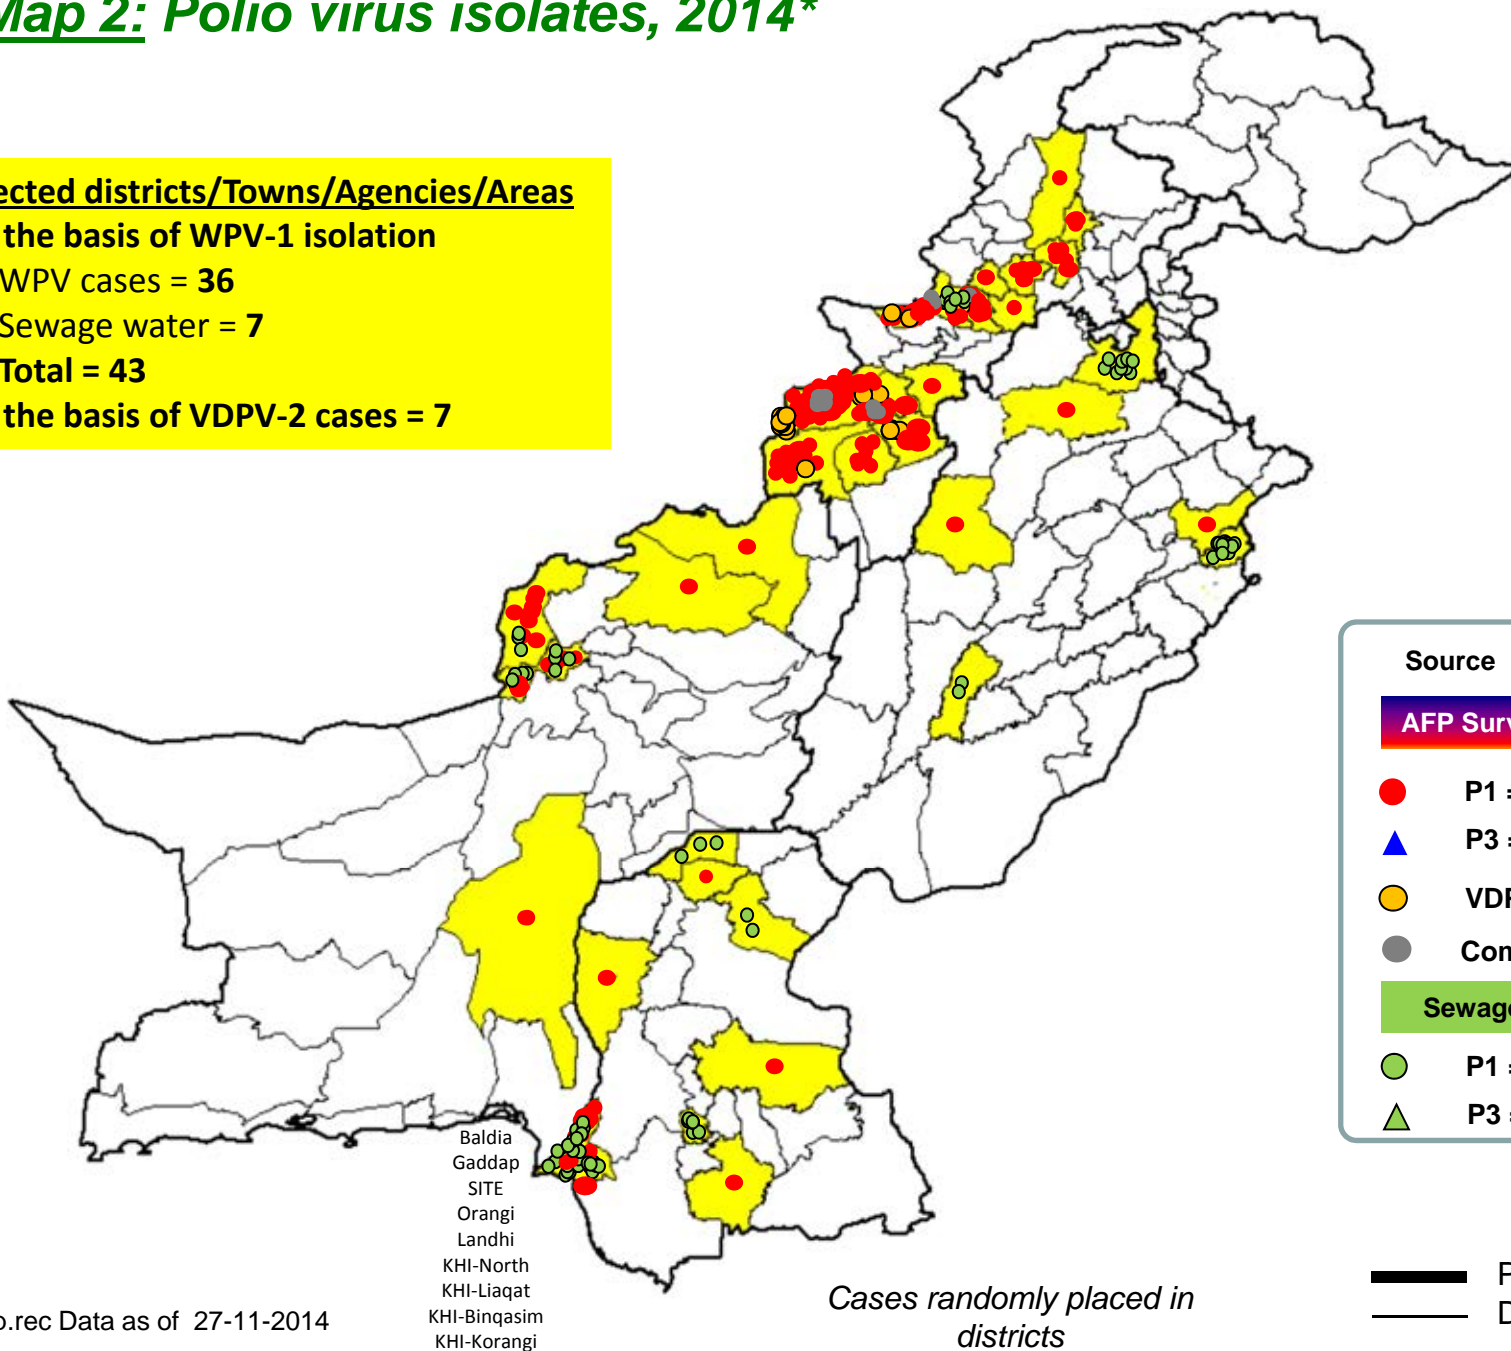 Map 2: Polio virus isolates, 2014*
ected districts/Towns/Agencies/Areas
the basis of WPV-1 isolation
WPV cases = 36
Sewage water = 7
Total = 43
the basis of VDPV-2 cases = 7
Source
AFP Surv
P1 =
P3 =
VDP
Con
Sewage
P1 =
P3 =
Baldia
Gaddap
SITE
Orangi
Landhi
KHI-North
KHI-Liaqat
KHI-Binqasim
KHI-Korangi
Cases randomly placed in
districts
o.rec Data as of 27-11-2014
P
D